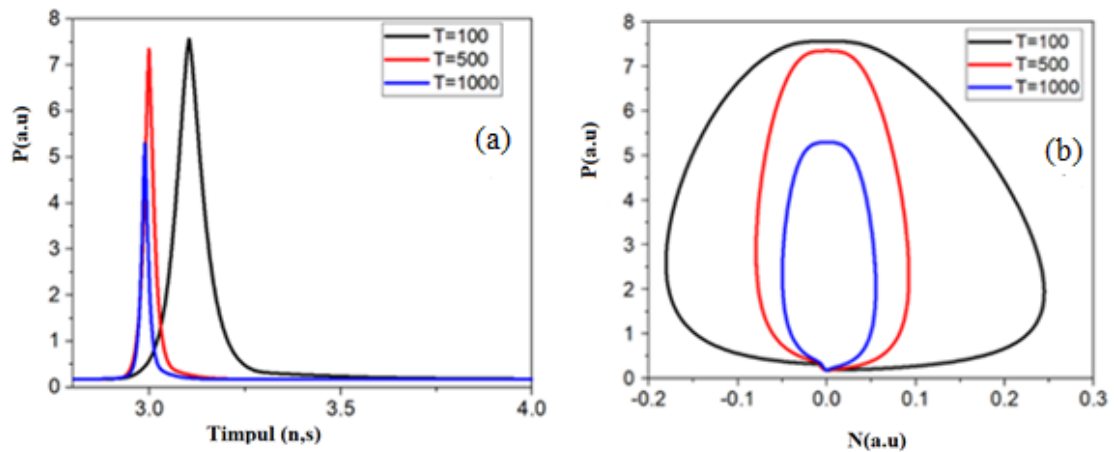 8
7
6
5
4
3
2
1
0
P(a.u)
T=100
T=500
T=1000
(a)
3.0
3.5
4.0
Timpul (n,s)
8
7
6
5
4
3
2
1
0
P(a.u)
T=100
T=500
T=1000
(b)
-0.2
-0.1
0.0
0.1
0.2
0.3
N(a.u)